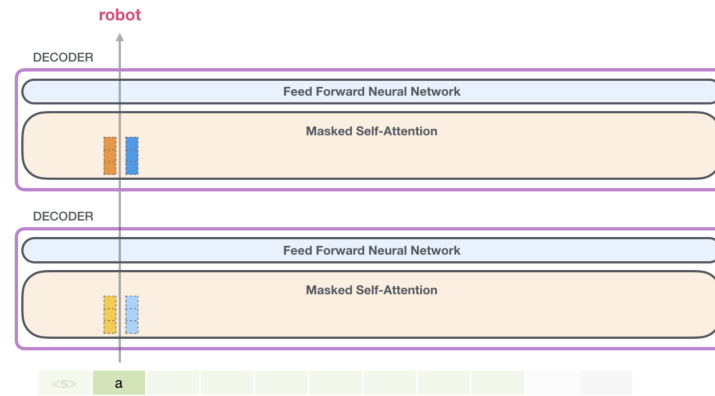 robot
DECODER
Feed Forward Neural Network
Masked Self-Attention
DECODER
Feed Forward Neural Network
Masked Self-Attention
<s> a